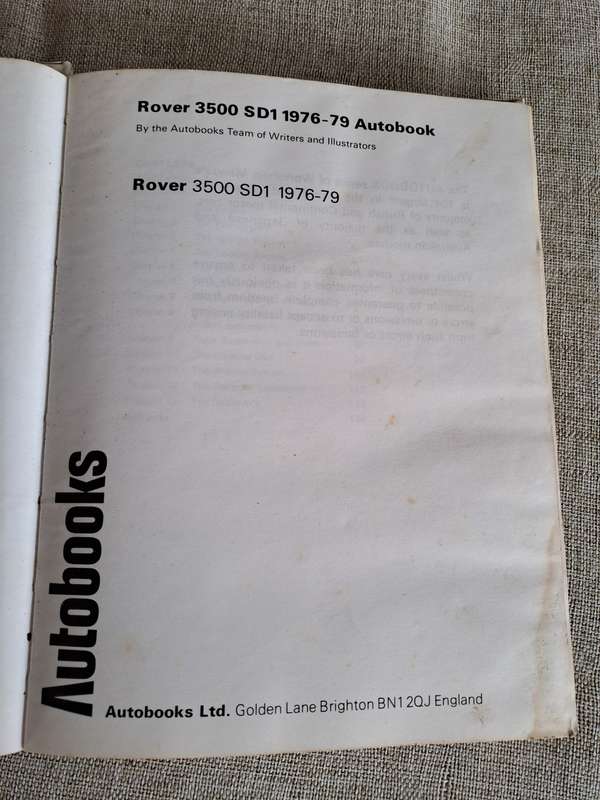 Rover 3500 SD1 1976-79 Autobook
By the Autobooks Team of Writers and Illustrators
Rover 3500 SD1 1976-79
Autobooks
Autobooks Ltd. Golden Lane Brighton BN1 2QJ England